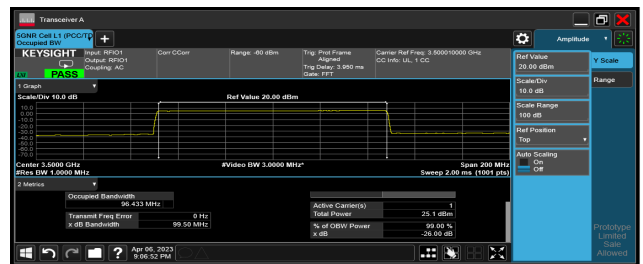 Transceiver A
5GNR Cell L1 (PCC/TD
Occupied BW
Amplitude
KEYSIGHT
LXI
PASS
Input: RFIO1
Output: RFIO1
Coupling: AC
Corr CCorr
Range: -60 dBm
Trig: Prot Frame
Aligned
Trig Delay: 3.950 ms
Gate: FFT
Carrier Ref Freq: 3.500010000 GHz
CC Info: UL, 1 CC
1 Graph
Scale/Div 10.0 dB
Ref Value 20.00 dBm
10.0
0.00
-10.0
-20.0
-30.0
-40.0
-50.0
-60.0
-70.0
Center 3.5000 GHz
#Video BW 3.0000 MHz*
Span 200 MHz
#Res BW 1.0000 MHz
Sweep 2.00 ms (1001 pts)
2 Metrics
Occupied Bandwidth
96.433 MHz
Transmit Freq Error 0 Hz
x dB Bandwidth 99.50 MHz
Active Carrier(s) 1
Total Power 25.1 dBm
% of OBW Power 99.00 %
x dB -26.00 dB
Ref Value
20.00 dBm
Scale/Div
10.0 dB
Scale Range
100 dB
Ref Position
Top
Auto Scaling
On
Off
Y Scale
Range
Prototype
Limited
Sale
Allowed
?
Apr 06, 2023
9:06:52 PM